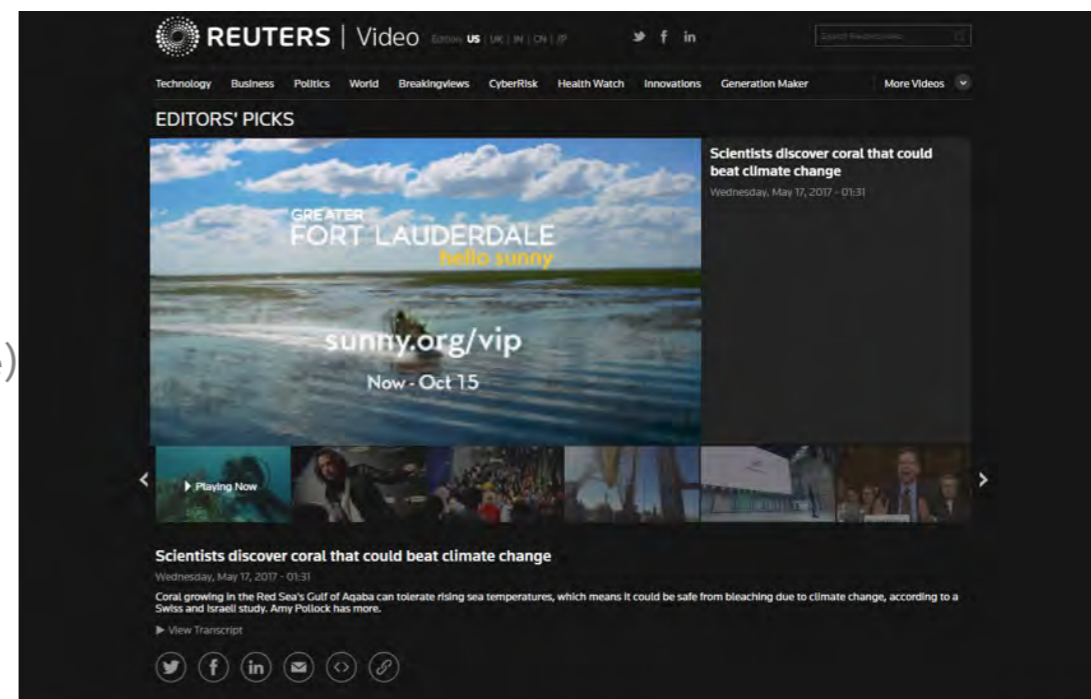 REUTERS | Video Edition: US | UK | IN | CN | JP
Search Reuters Video
Technology Business Politics World Breakingviews CyberRisk Health Watch Innovations Generation Maker More Videos
EDITORS' PICKS
GREATER
FORT LAUDERDALE
hello sunny
sunny.org/vip
Now - Oct 15
Scientists discover coral that could
beat climate change
Wednesday, May 17, 2017 - 01:31
e)
Playing Now
Scientists discover coral that could beat climate change
Wednesday, May 17, 2017 - 01:31
Coral growing in the Red Sea's Gulf of Aqaba can tolerate rising sea temperatures, which means it could be safe from bleaching due to climate change, according to a
Swiss and Israeli study. Amy Pollock has more.
View Transcript